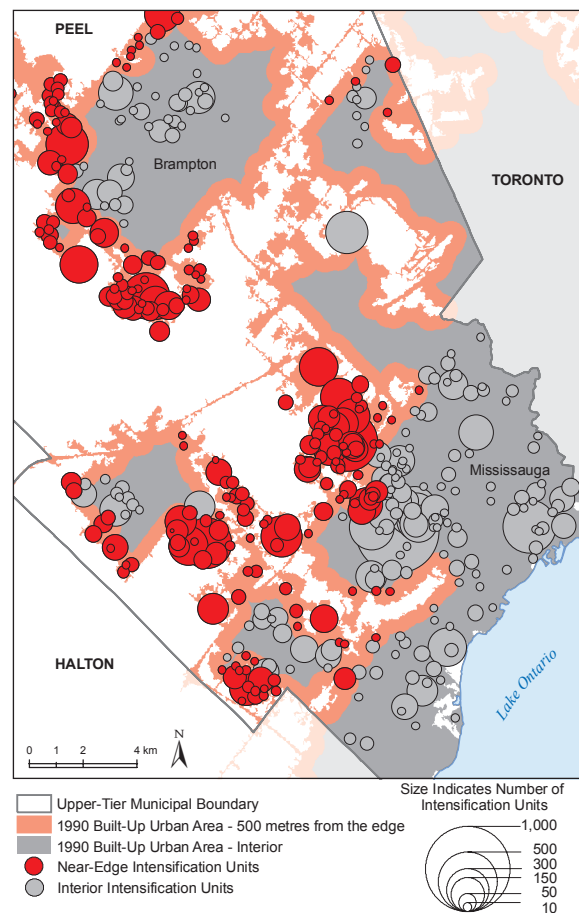 PEEL
Brampton
TORONTO
Mississauga
HALTON
Lake Ontario
0 1 2 4 km
N
Upper-Tier Municipal Boundary
1990 Built-Up Urban Area - 500 metres from the edge
1990 Built-Up Urban Area - Interior
Near-Edge Intensification Units
Interior Intensification Units
Size Indicates Number of
Intensification Units
1,000
500
300
150
50
10